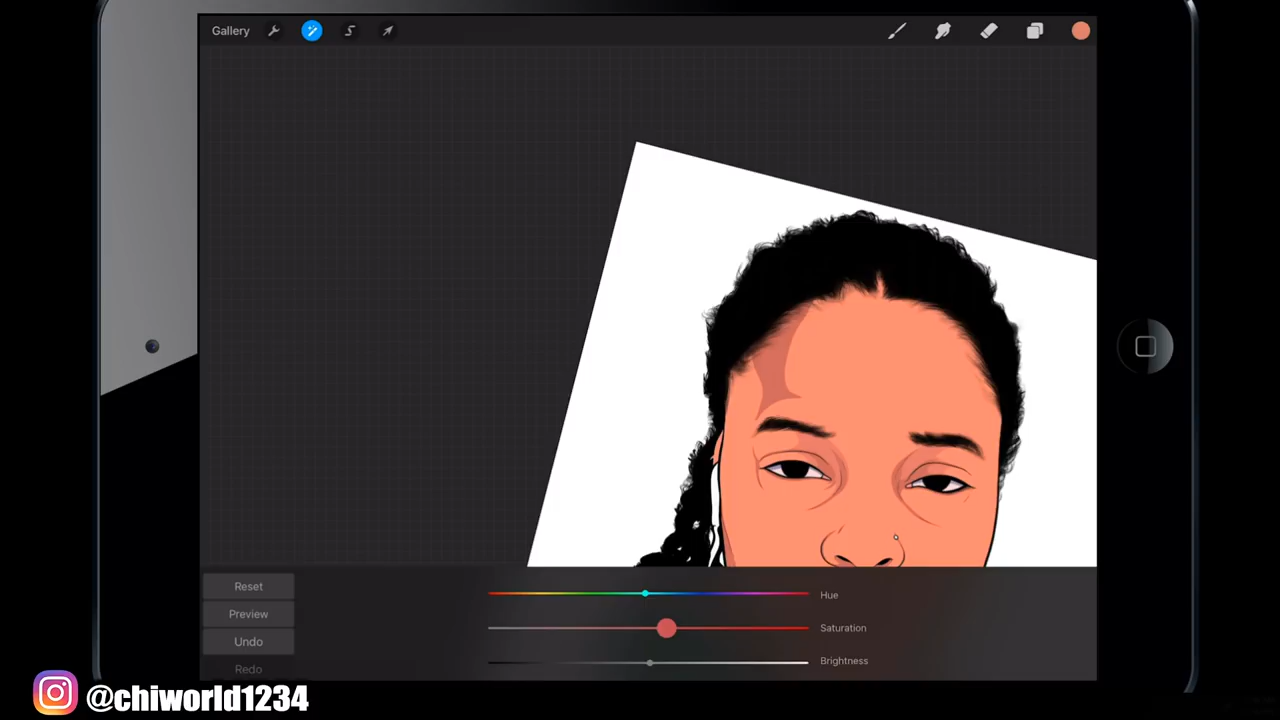 Gallery
Hue
Saturation
Brightness
Reset
Preview
Undo
Redo
@chiworld1234